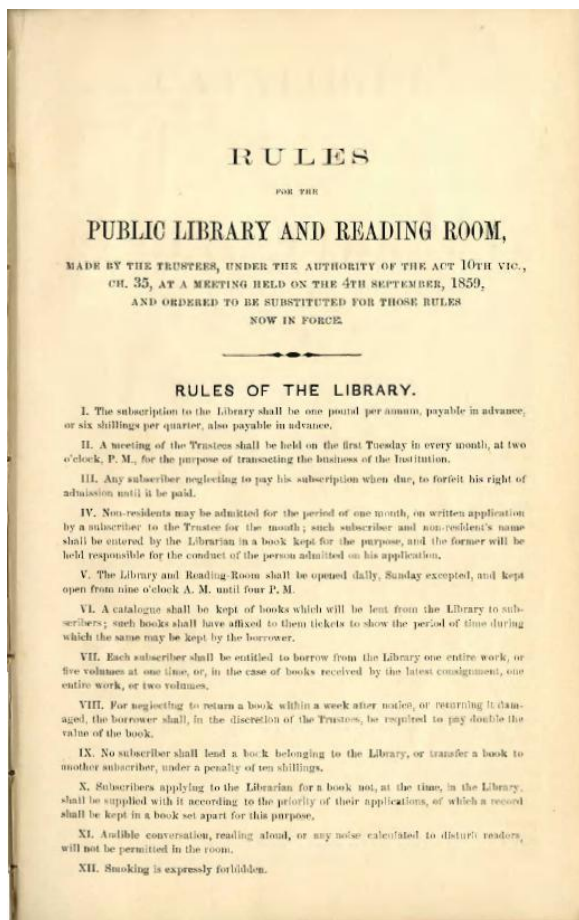 RULES
FOR THE
PUBLIC LIBRARY AND READING ROOM,
MADE BY THE TRUSTEES, UNDER THE AUTHORITY OF THE ACT 10TH VIC.,
CH. 35, AT A MEETING HELD ON THE 4TH SEPTEMBER, 1859,
AND ORDERED TO BE SUBSTITUTED FOR THOSE RULES
NOW IN FORCE.
RULES OF THE LIBRARY.
I. The subscription to the Library shall be one pound per annum, payable in advance,
or six shillings per quarter, also payable in advance.
II. A meeting of the Trustees shall be held on the first Tuesday in every month, at two
o'clock, P. M., for the purpose of transacting the business of the Institution.
III. Any subscriber neglecting to pay his subscription when due, to forfeit his right of
admission until it be paid.
IV. Non-residents may be admitted for the period of one month, on written application
by a subscriber to the Trustee for the month; such subscriber and non-resident's name
shall be entered by the Librarian in a book kept for the purpose, and the former will be
held responsible for the conduct of the person admitted on his application.
V. The Library and Reading-Room shall be opened daily, Sunday excepted, and kept
open from nine o'clock A. M. until four P. M.
VI. A catalogue shall be kept of books which will be lent from the Library to sub-
scribers; such books shall have affixed to them tickets to show the period of time during
which the same may be kept by the borrower.
VII. Each subscriber shall be entitled to borrow from the Library one entire work, or
five volumes at one time, or, in the case of books received by the latest consignment, one
entire work, or two volumes.
VIII. For neglecting to return a book within a week after notice, or returning it dam-
aged, the borrower shall, in the discretion of the Trustees, be required to pay double the
value of the book.
IX. No subscriber shall lend a book belonging to the Library, or transfer a book to
another subscriber, under a penalty of ten shillings.
X. Subscribers applying to the Librarian for a book not, at the time, in the Library,
shall be supplied with it according to the priority of their applications, of which a record
shall be kept in a book set apart for this purpose.
XI. Audible conversation, reading aloud, or any noise calculated to disturb readers,
will not be permitted in the room.
XII. Smoking is expressly forbidden.